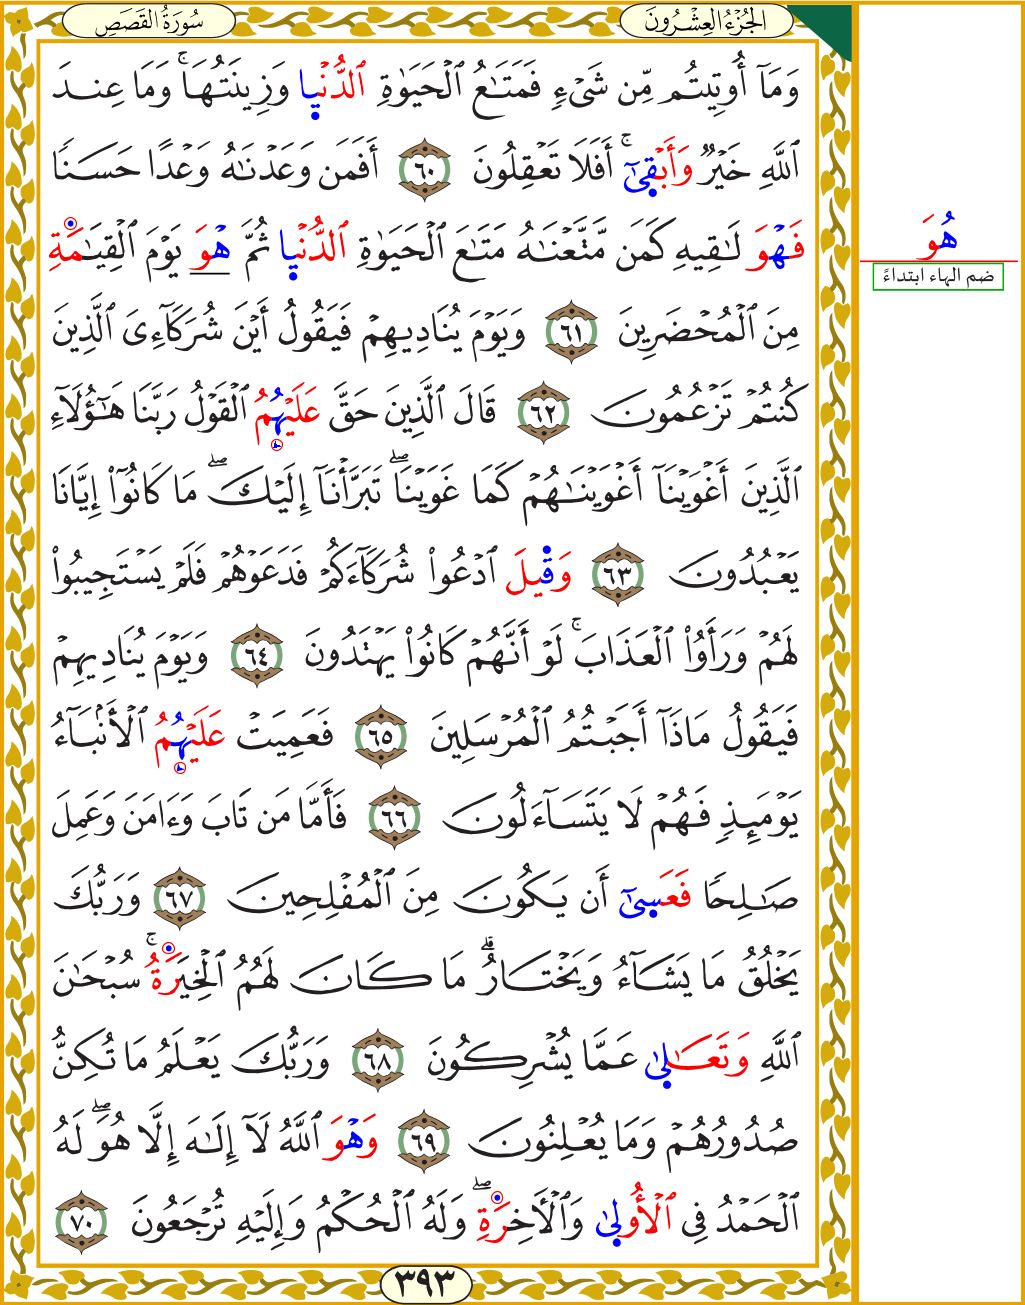 الجُزْءُ العِشْرُونَ
سُورَةُ القَصَصِ
وَمَآ أُوتِيتُم مِّن شَىْءٍ فَمَتَـٰعُ ٱلْحَيَوٰةِ ٱلدُّنْيٜا وَزِينَتُهَا ۚ وَمَا عِندَ
ٱللَّهِ خَيْرٌ وَأَبْقٜىٰٓ ۚ أَفَلَا تَعْقِلُونَ ٦٠ أَفَمَن وَعَدْنَـٰهُ وَعْدًا حَسَنًا
فَهْوَ لَـٰقِيهِ كَمَن مَّتَّعْنَـٰهُ مَتَـٰعَ ٱلْحَيَوٰةِ ٱلدُّنْيٜا ثُمَّ هْوَ يَوْمَ ٱلْقِيَـٰمَةِ
مِنَ ٱلْمُحْضَرِينَ ٦١ وَيَوْمَ يُنَادِيهِمْ فَيَقُولُ أَيْنَ شُرَكَآءِىَ ٱلَّذِينَ
كُنتُمْ تَزْعُمُونَ ٦٢ قَالَ ٱلَّذِينَ حَقَّ عَلَيْهُمُ ٱلْقَوْلُ رَبَّنَا هَـٰٓؤُلَآءِ
ٱلَّذِينَ أَغْوَيْنَآ أَغْوَيْنَـٰهُمْ كَمَا غَوَيْنَا ۖ تَبَرَّأْنَآ إِلَيْكَ ۖ مَا كَانُوٓا۟ إِيَّانَا
يَعْبُدُونَ ٦٣ وَقِيلَ ٱدْعُوا۟ شُرَكَآءَكُمْ فَدَعَوْهُمْ فَلَمْ يَسْتَجِيبُوا۟
لَهُمْ وَرَأَوُا۟ ٱلْعَذَابَ ۚ لَوْ أَنَّهُمْ كَانُوا۟ يَهْتَدُونَ ٦٤ وَيَوْمَ يُنَادِيهِمْ
فَيَقُولُ مَاذَآ أَجَبْتُمُ ٱلْمُرْسَلِينَ ٦٥ فَعَمِيَتْ عَلَيْهُمُ ٱلْأَنۢبَآءُ
يَوْمَئِذٍ فَهُمْ لَا يَتَسَآءَلُونَ ٦٦ فَأَمَّا مَن تَابَ وَءَامَنَ وَعَمِلَ
صَـٰلِحًا فَعَسٜىٰٓ أَن يَكُونَ مِنَ ٱلْمُفْلِحِينَ ٦٧ وَرَبُّكَ
يَخْلُقُ مَا يَشَآءُ وَيَخْتَارُ ۗ مَا كَانَ لَهُمُ ٱلْخِيَرَةُ ۚ سُبْحَـٰنَ
ٱللَّهِ وَتَعَـٰلٜىٰ عَمَّا يُشْرِكُونَ ٦٨ وَرَبُّكَ يَعْلَمُ مَا تُكِنُّ
صُدُورُهُمْ وَمَا يُعْلِنُونَ ٦٩ وَهْوَ ٱللَّهُ لَآ إِلَـٰهَ إِلَّا هُوَ ۖ لَهُ
ٱلْحَمْدُ فِى ٱلْأُولٜىٰ وَٱلْـَٔاخِرَةِ ۖ وَلَهُ ٱلْحُكْمُ وَإِلَيْهِ تُرْجَعُونَ ٧٠
هُوَ
ضم الهاء ابتداءً
٣٩٣